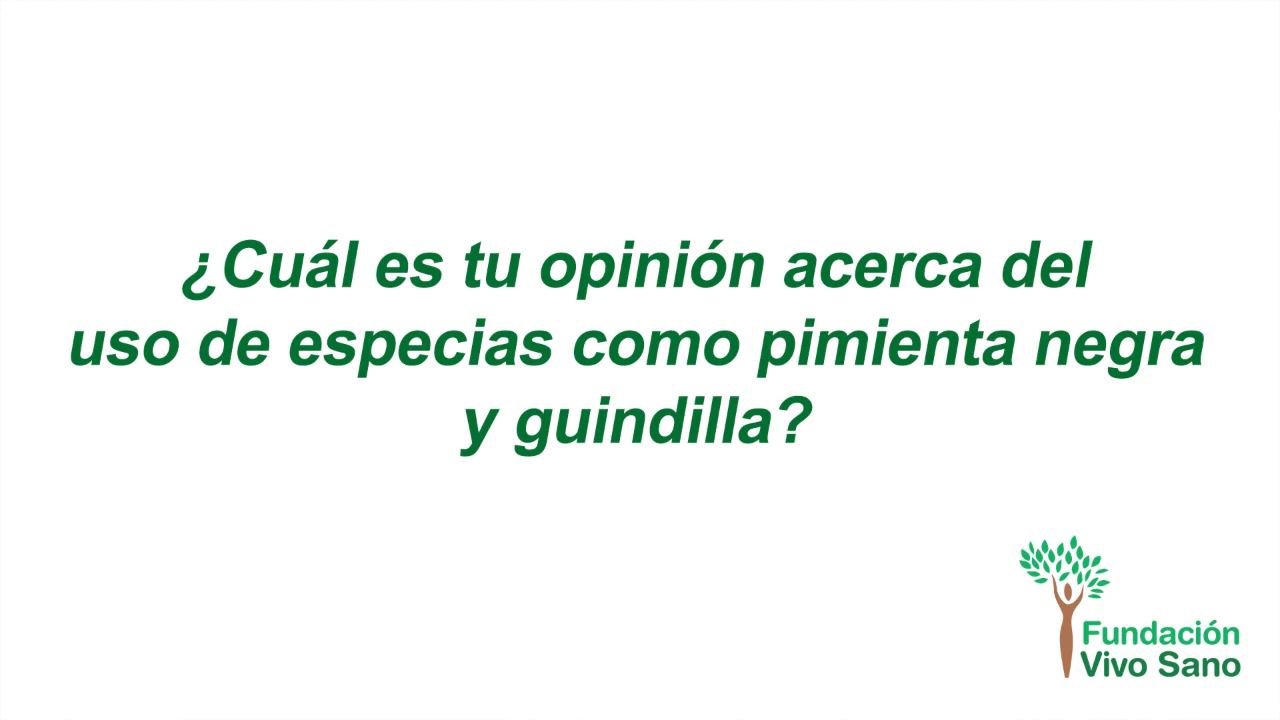 ¿Cuál es tu opinión acerca del
uso de especias como pimienta negra
y guindilla?
Fundación
Vivo Sano